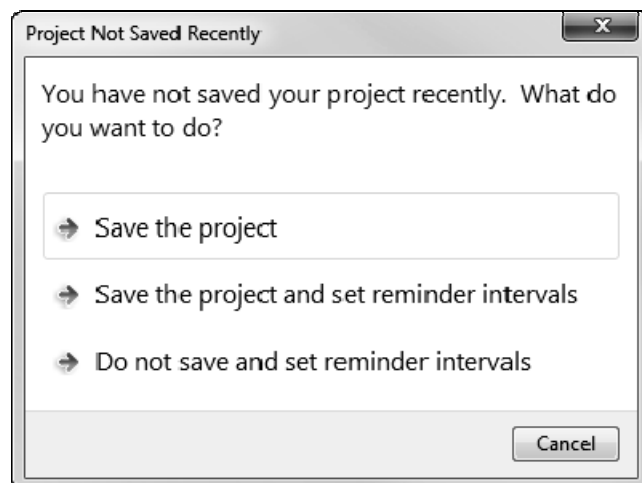 Project Not Saved Recently
You have not saved your project recently.  What do
you want to do?
Save the project
Save the project and set reminder intervals
Do not save and set reminder intervals
Cancel